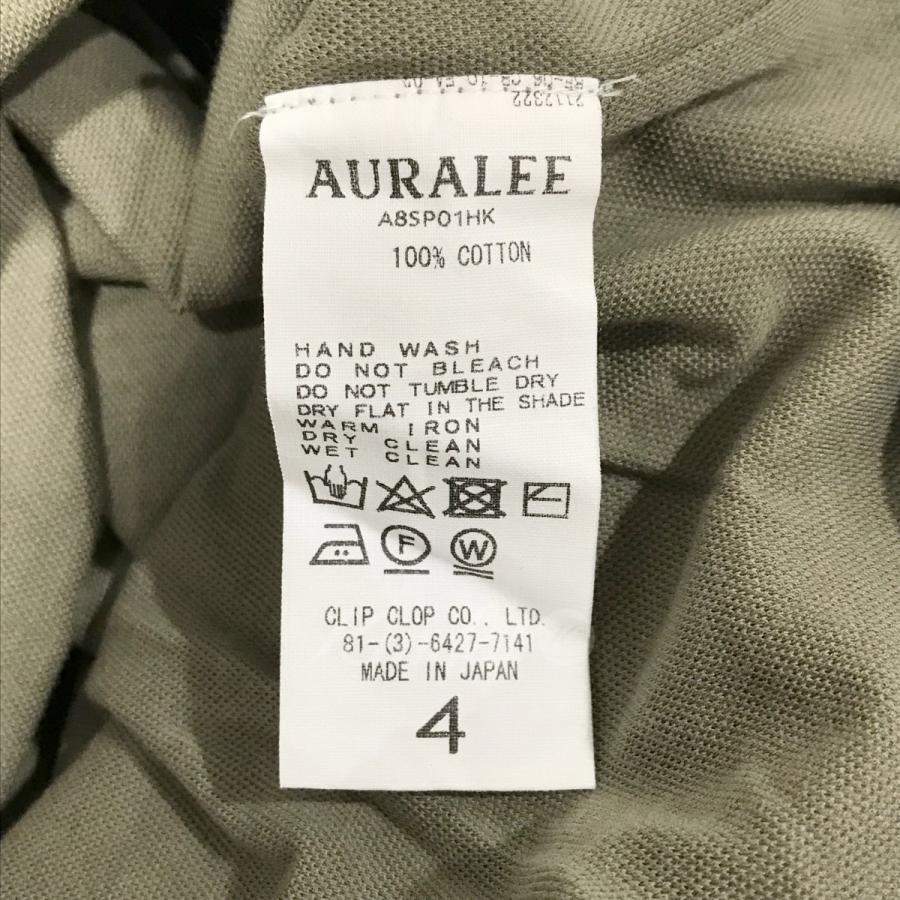 AURALEE
A8SP01HK
100% COTTON
HAND WASH
DO NOT BLEACH
DO NOT TUMBLE DRY
DRY FLAT IN THE SHADE
WARM IRON
DRY CLEAN
WET CLEAN
F W
CLIP CLOP CO., LTD.
81-(3)-6427-7141
MADE IN JAPAN
4